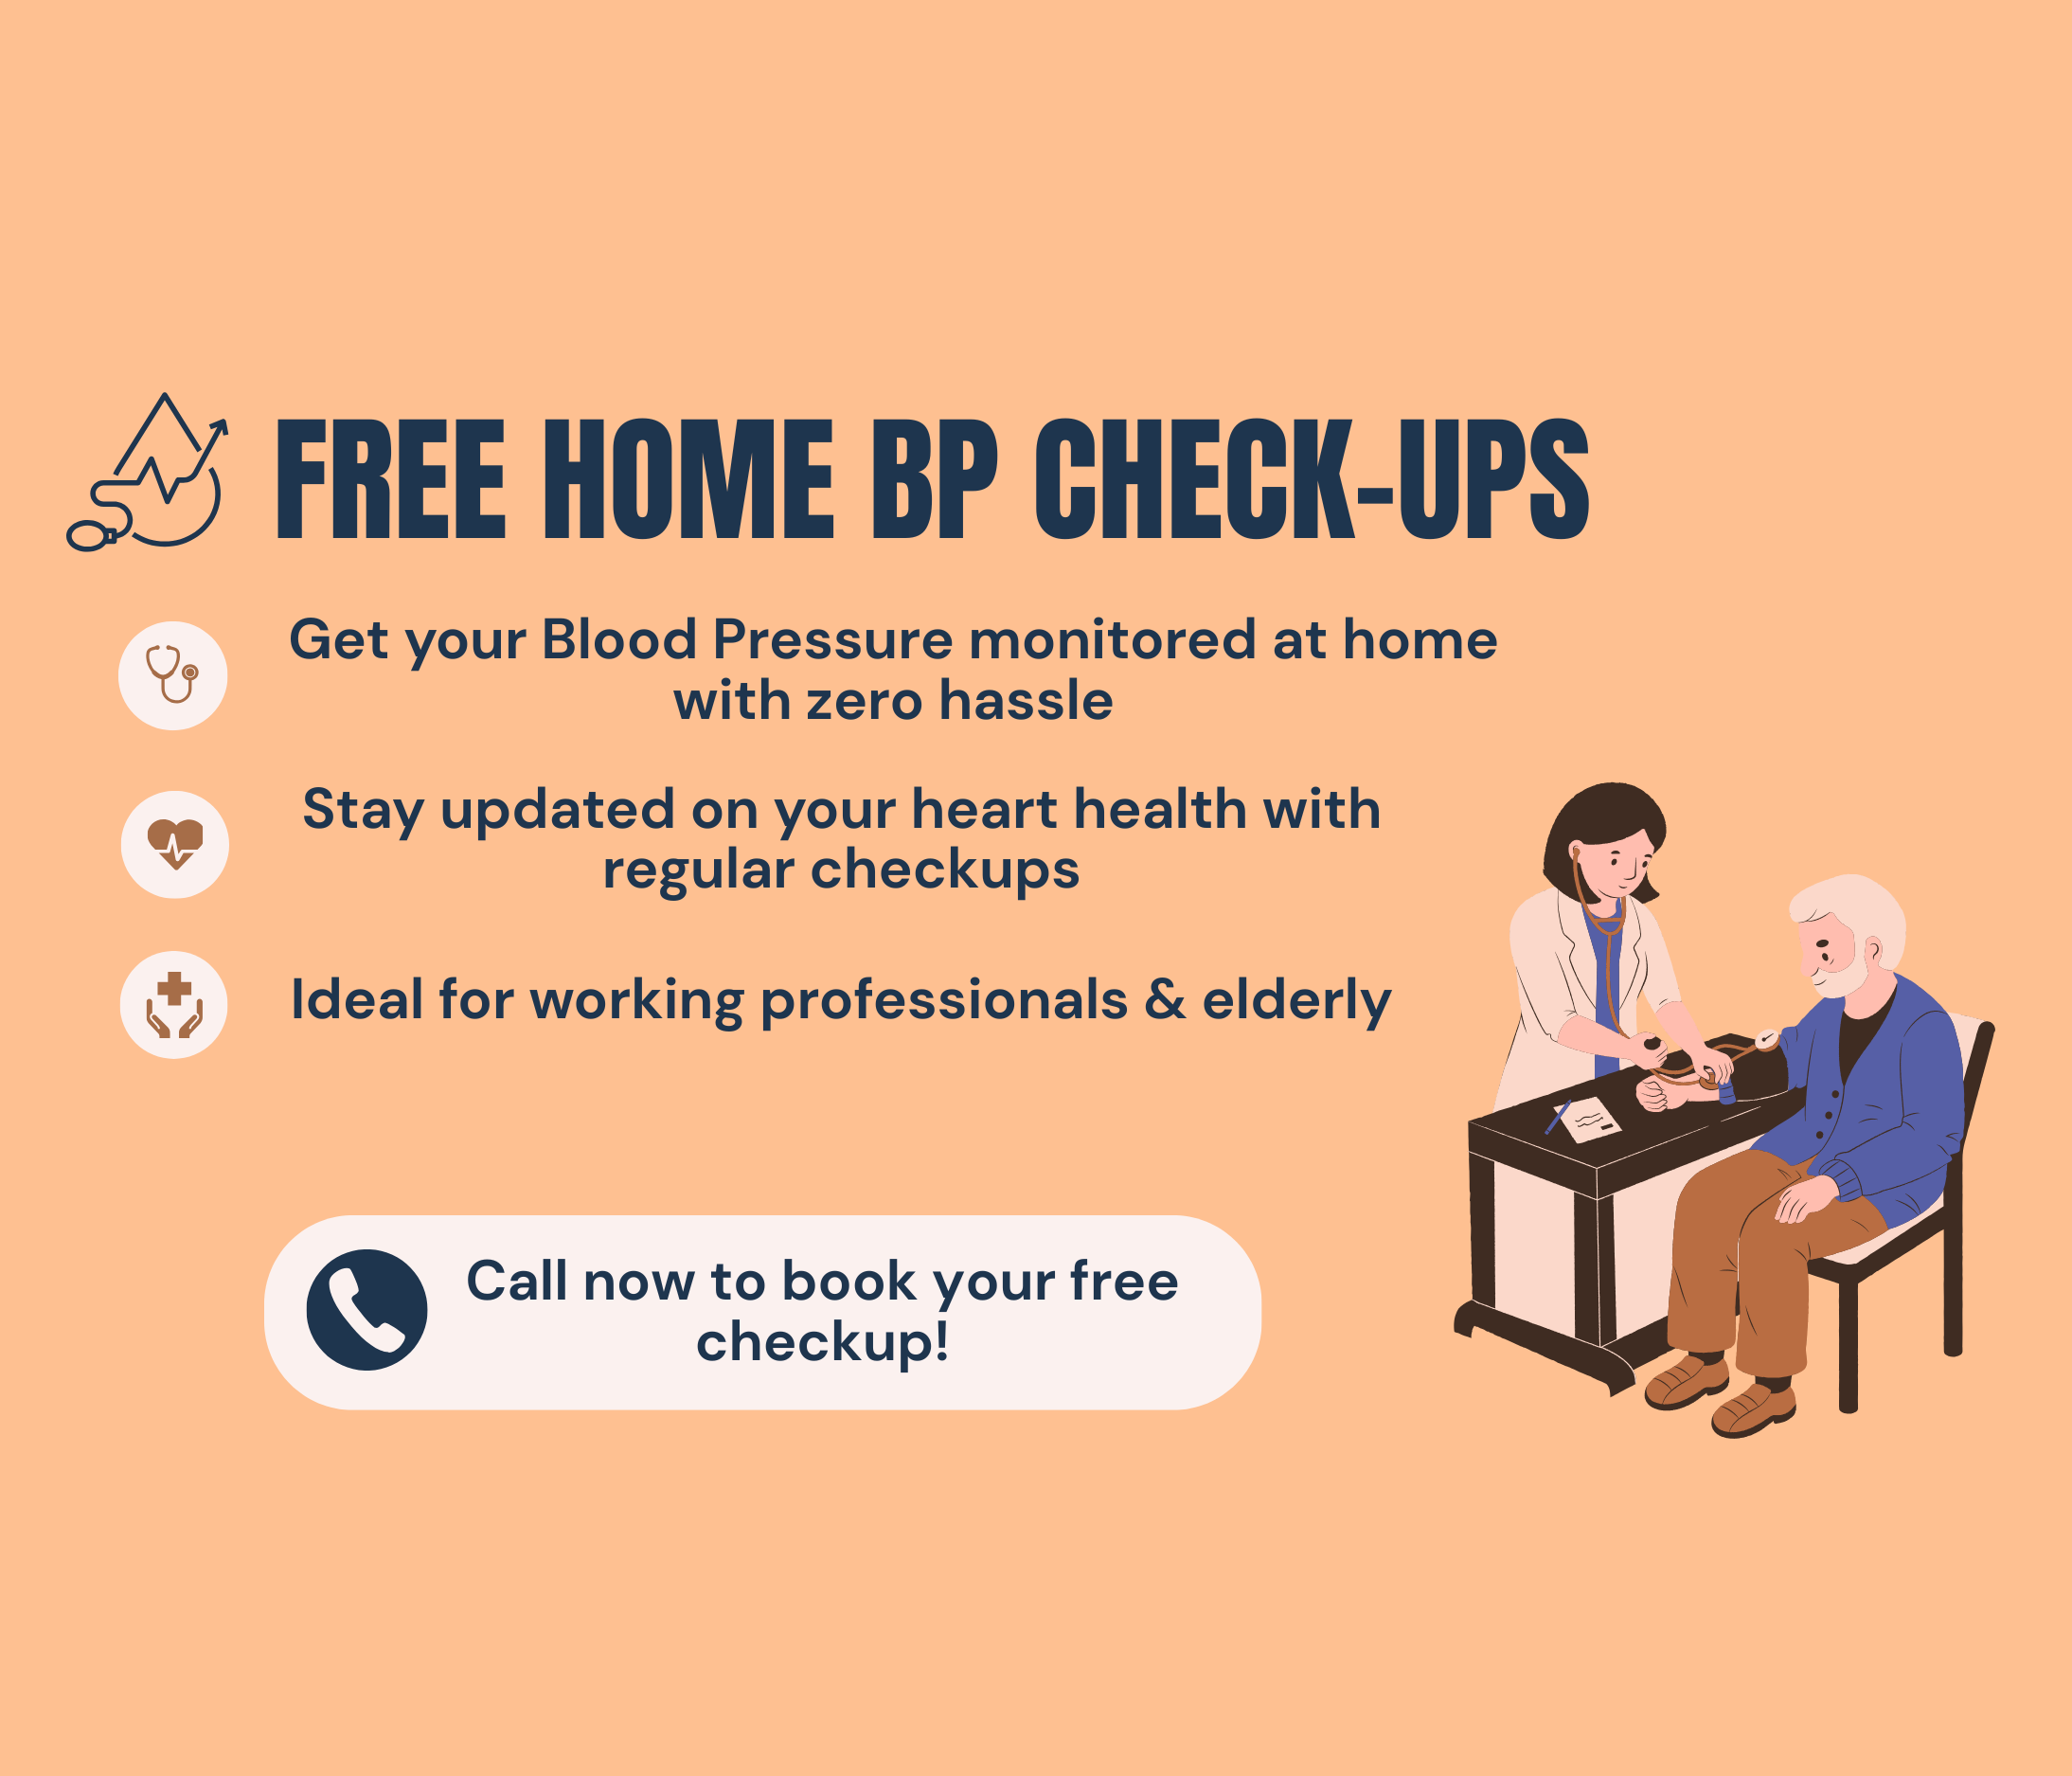 FREE HOME BP CHECK-UPS
Get your Blood Pressure monitored at home
with zero hassle
Stay updated on your heart health with
regular checkups
Ideal for working professionals & elderly
Call now to book your free
checkup!